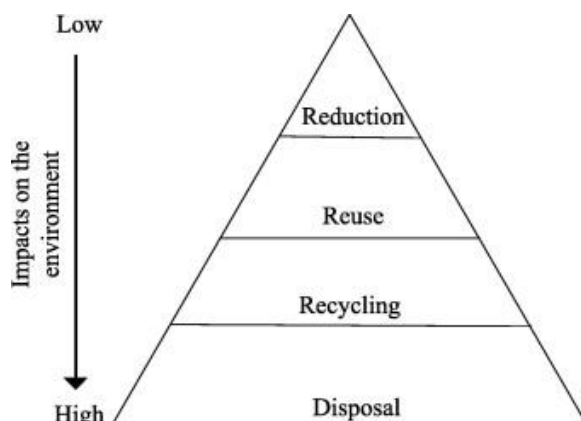 Low
Impacts on the
environment
High
Reduction
Reuse
Recycling
Disposal